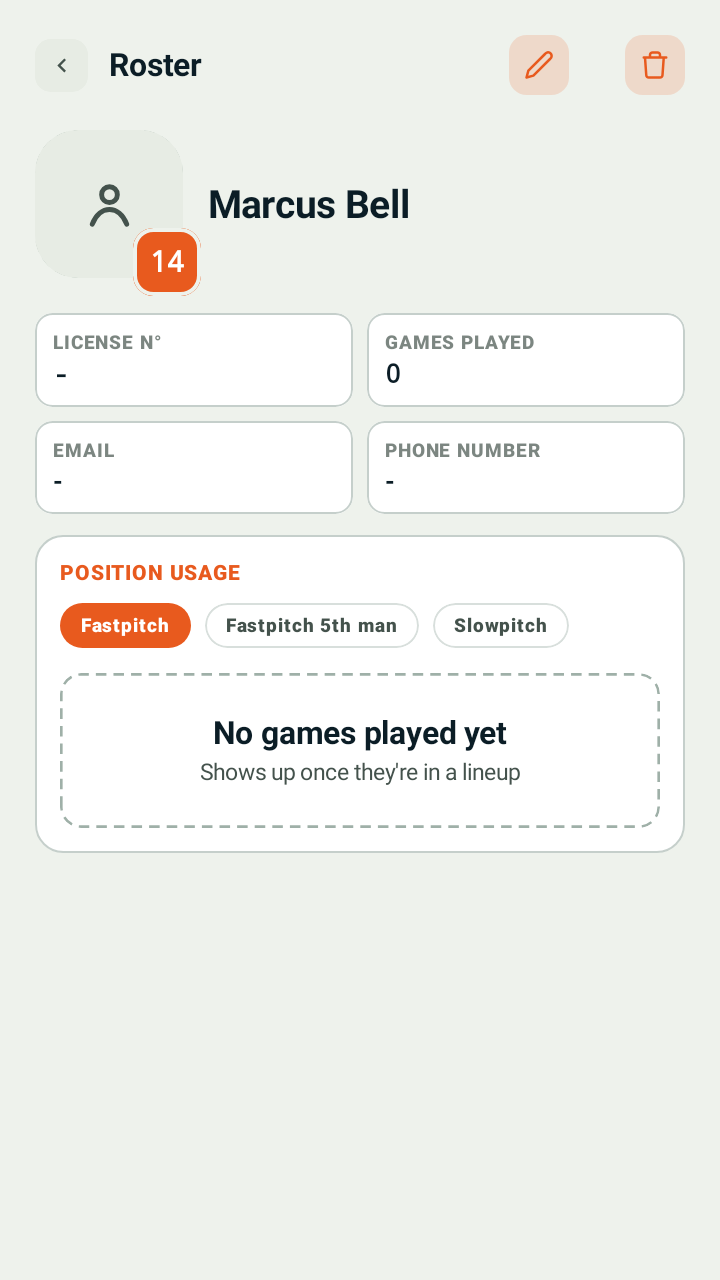 Roster
Marcus Bell
14
LICENSE N°
-
GAMES PLAYED
0
EMAIL
-
PHONE NUMBER
-
POSITION USAGE
Fastpitch
Fastpitch 5th man
Slowpitch
No games played yet
Shows up once they're in a lineup